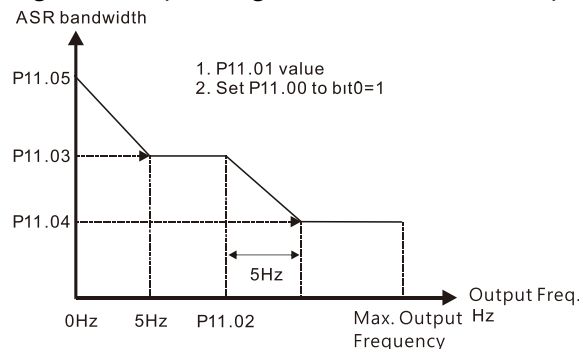 ASR bandwidth
P11.05
1. P11.01 value
2. Set P11.00 to bit0=1
P11.03
P11.04
5Hz
Output Freq.
Hz
0Hz
5Hz
P11.02
Max. Output
Frequency